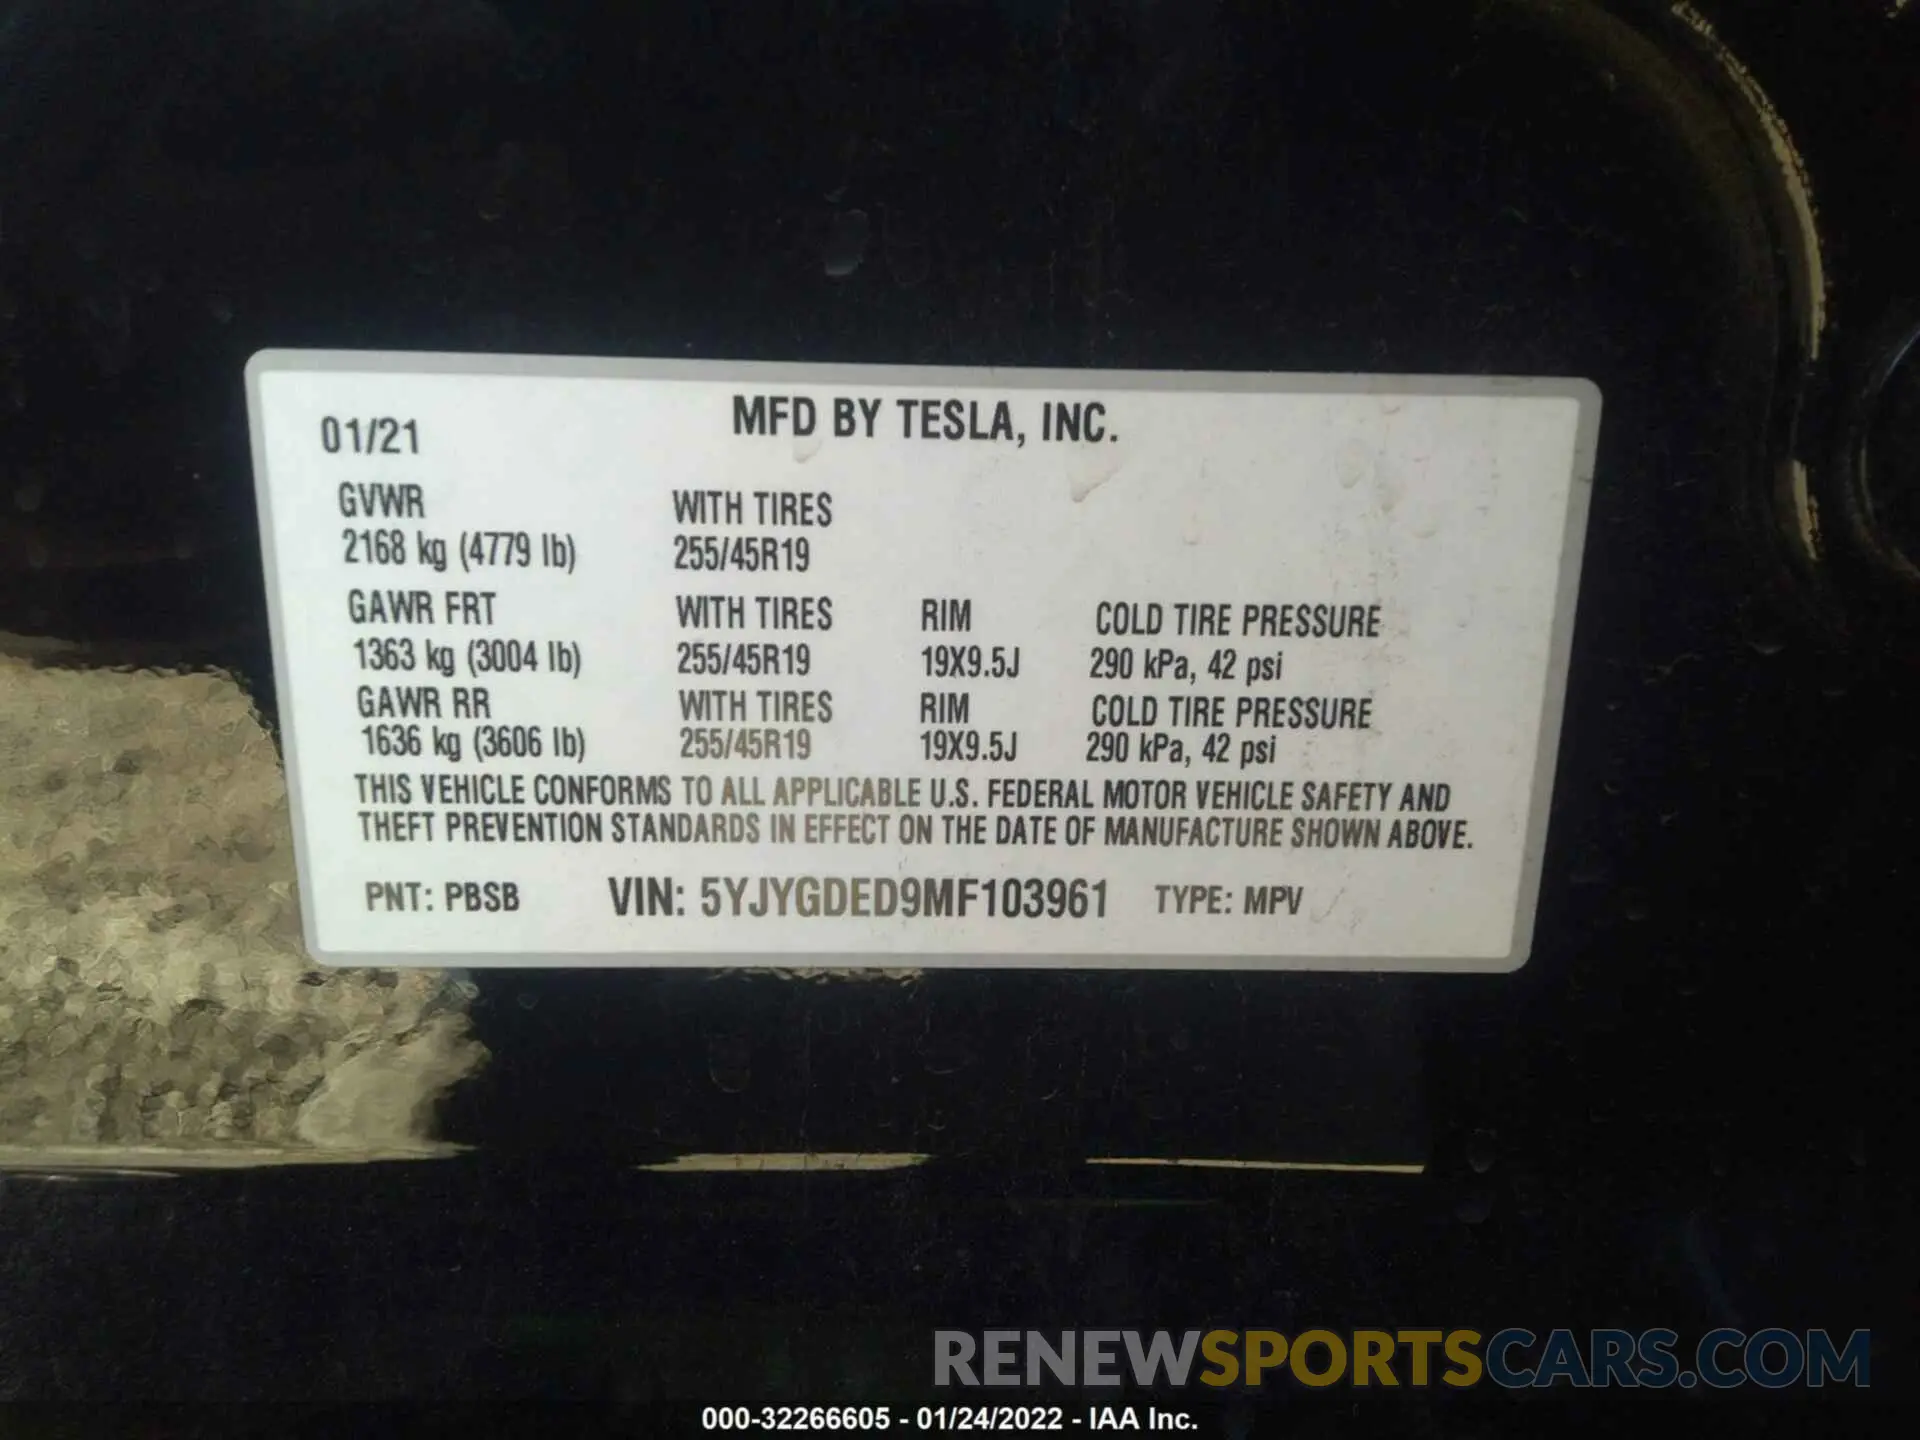 01/21 MFD BY TESLA, INC.
GVWR WITH TIRES
2168 kg (4779 lb) 255/45R19
GAWR FRT WITH TIRES RIM COLD TIRE PRESSURE
1363 kg (3004 lb) 255/45R19 19X9.5J 290 kPa, 42 psi
GAWR RR WITH TIRES RIM COLD TIRE PRESSURE
1636 kg (3606 lb) 255/45R19 19X9.5J 290 kPa, 42 psi
THIS VEHICLE CONFORMS TO ALL APPLICABLE U.S. FEDERAL MOTOR VEHICLE SAFETY AND
THEFT PREVENTION STANDARDS IN EFFECT ON THE DATE OF MANUFACTURE SHOWN ABOVE.
PNT: PBSB VIN: 5YJYGDED9MF103961 TYPE: MPV
RENEWSPORTSCARS.COM
000-32266605 - 01/24/2022 - IAA Inc.